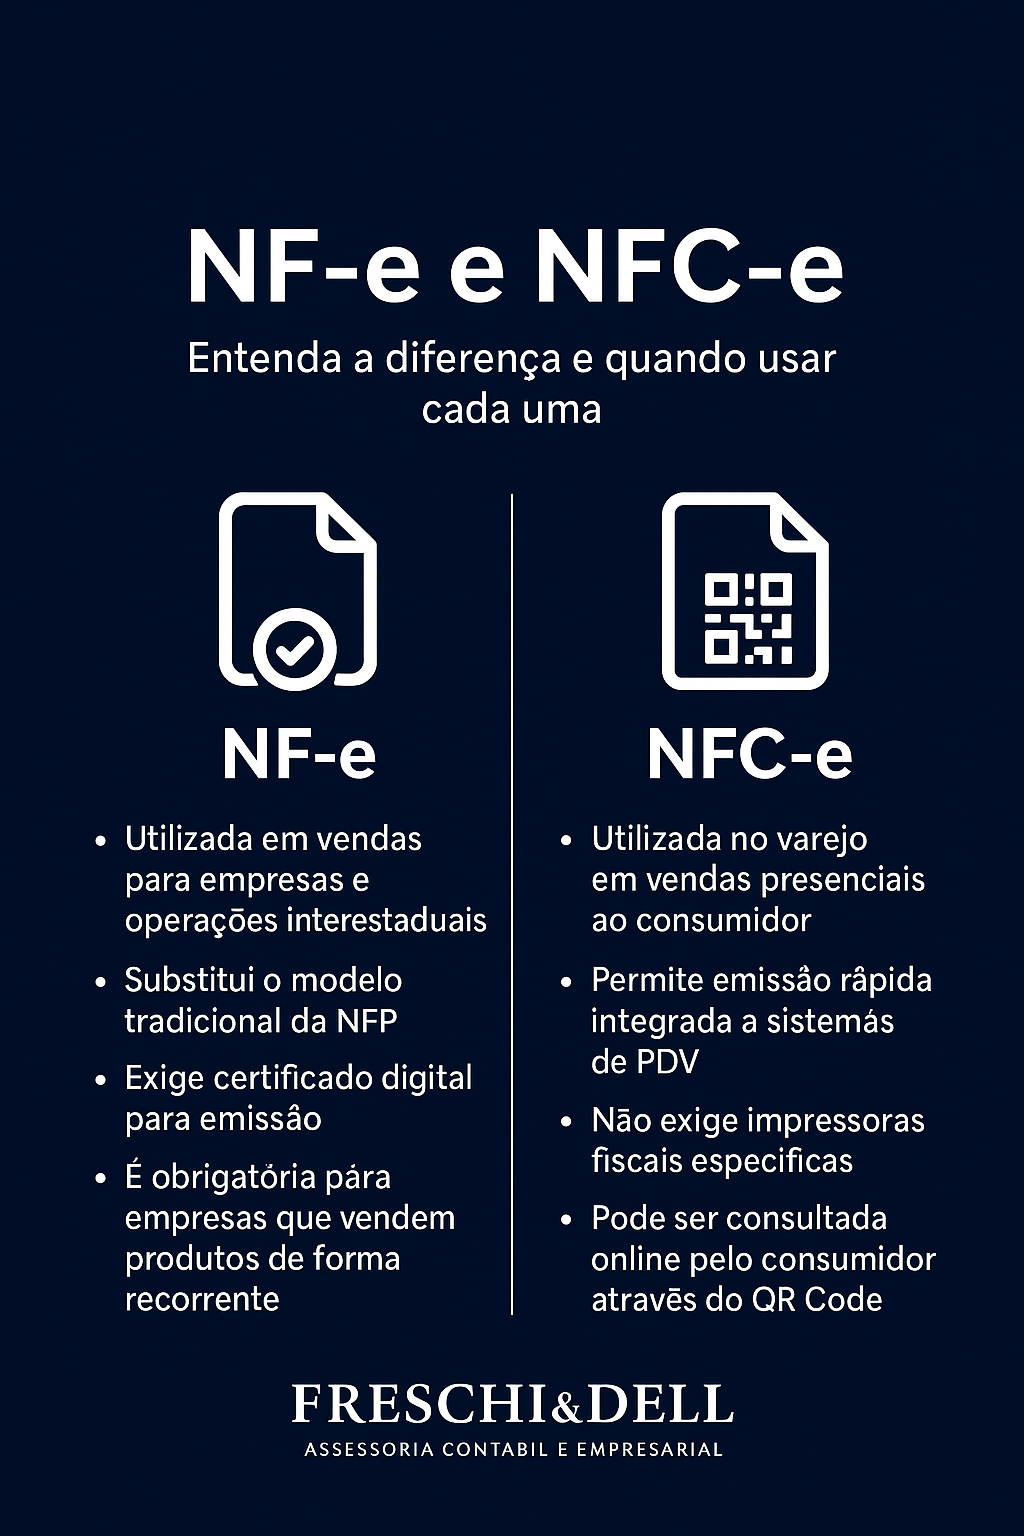 NF-e e NFC-e
Entenda a diferença e quando usar
cada uma
NF-e
• Utilizada em vendas
para empresas e
operaçōes interestaduais
• Substitui o modelo
tradicional da NFP
• Exige certificado digital
para emissâo
• É obrigatőria pára
empresas que vendem
produtos de forma
recorrente
NFC-e
• Utilizada no varejo
em vendas presenciais
ao consumidor
• Permite emissâo râpida
integrada a sistemás
de PDV
• Nāo exige impressoras
fiscais especificas
• Pode ser consultada
online pelo consumidor
atravēs do QR Code
FRESCHI&DELL
ASSESSORIA CONTABIL E EMPRESARIAL